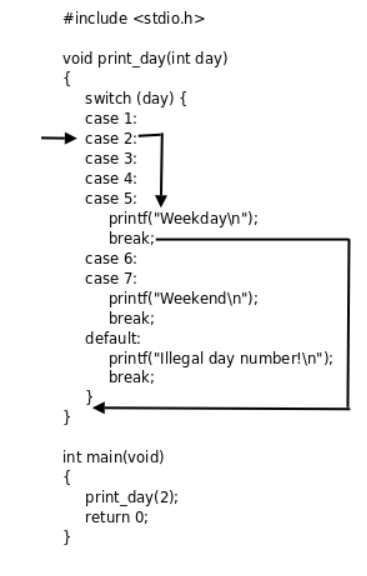 #include <stdio.h>
void print_day(int day)
{
switch (day) {
case 1:
case 2:
case 3:
case 4:
case 5:
printf("Weekday\n");
break;
case 6:
case 7:
printf("Weekend\n");
break;
default:
printf("Illegal day number!\n");
break;
}
}
int main(void)
{
print_day(2);
return 0;
}